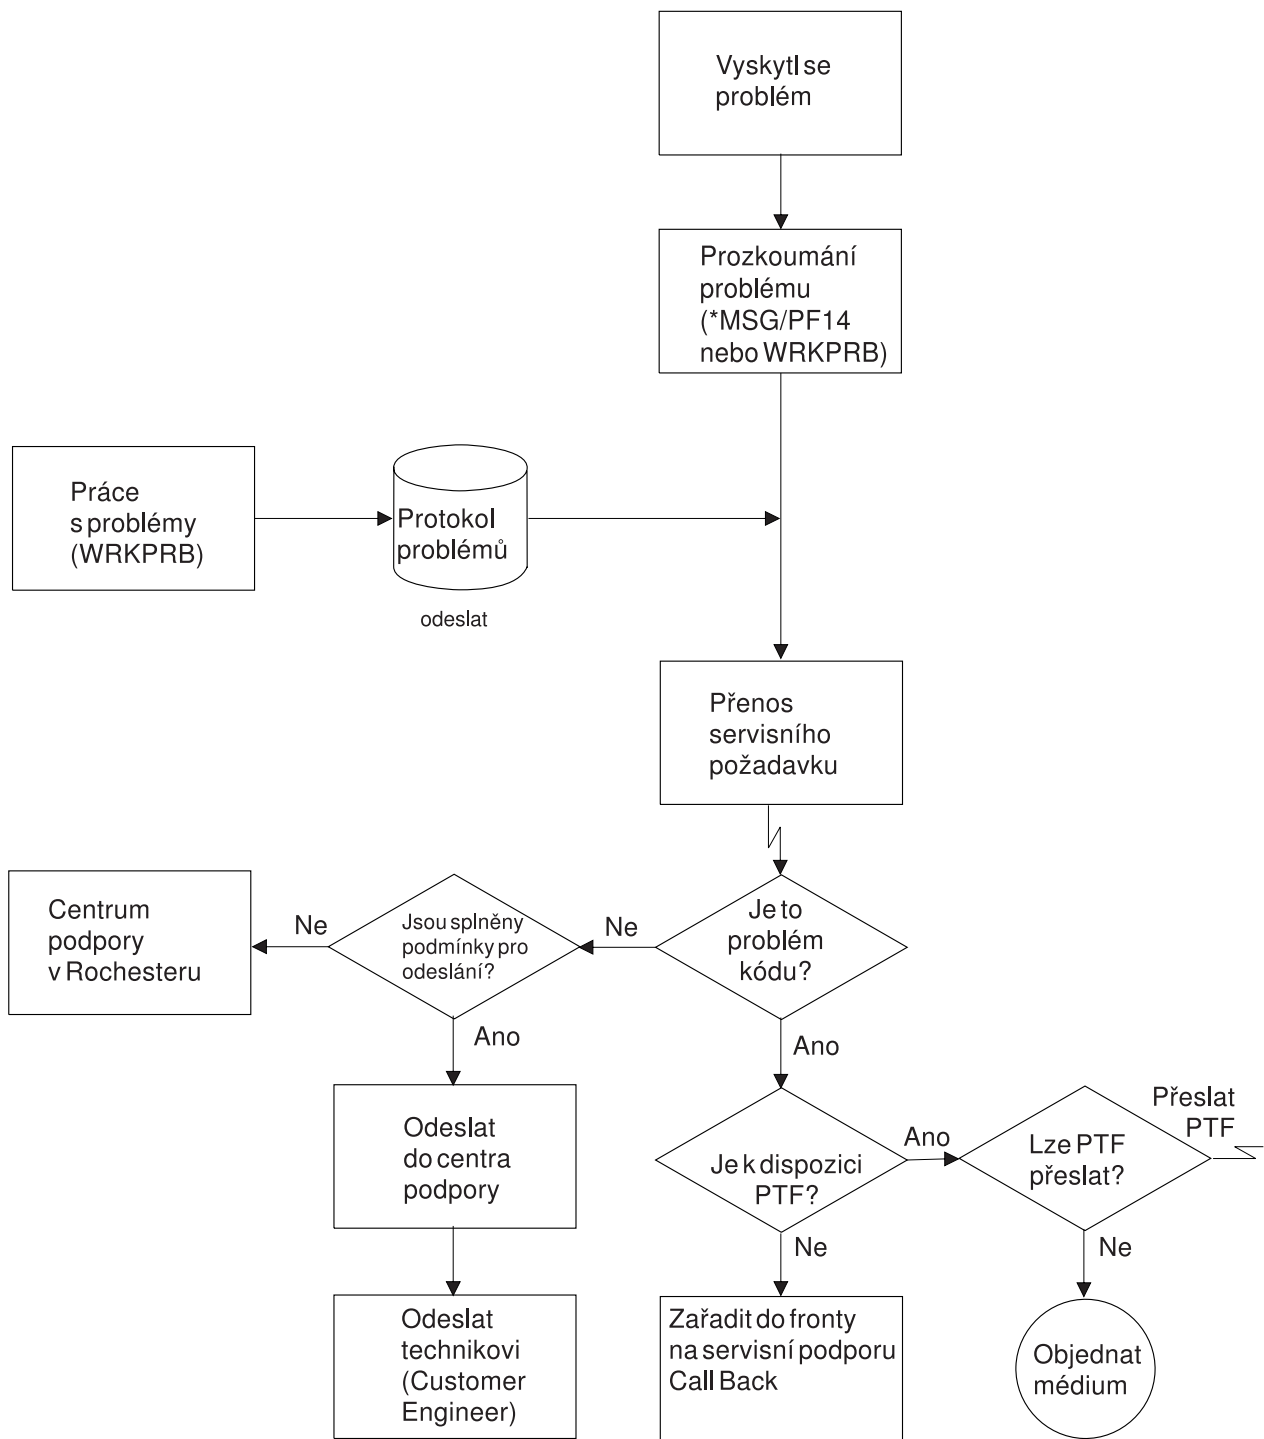 Vyskytl se
problém
Prozkoumání
problému
(*MSG/PF14
nebo WRKPRB)
Práce
s problémy
(WRKPRB)
Protokol
problémů
odeslat
Přenos
servisního
požadavku
Centrum
podpory
v Rochesteru
Ne
Jsou splněny
podmínky pro
odeslání?
Ne
Je to
problém
kódu?
Ano
Ano
Odeslat
do centra
podpory
Je k dispozici
PTF?
Ano
Lze PTF
přeslat?
Přeslat
PTF
Ne
Ne
Odeslat
technikovi
(Customer
Engineer)
Zařadit do fronty
na servisní podporu
Call Back
Objednat
médium